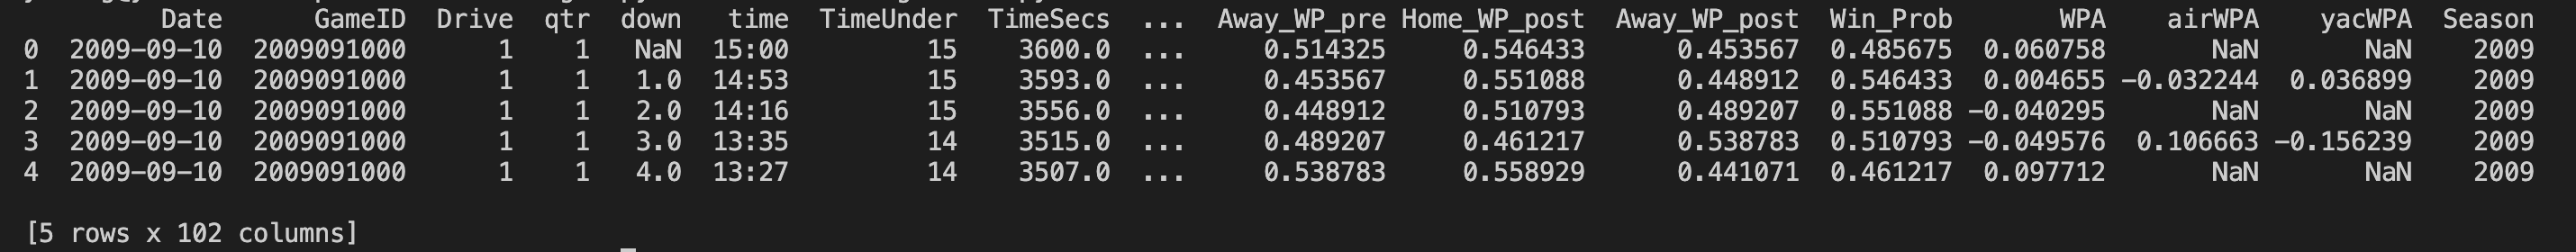 Date GameID Drive qtr down time TimeUnder TimeSecs ... Away_WP_pre Home_WP_post Away_WP_post Win_Prob WPA airWPA yacWPA Season
0 2009-09-10 2009091000 1 1 NaN 15:00 15 3600.0 ... 0.514325 0.546433 0.453567 0.485675 0.060758 NaN NaN 2009
1 2009-09-10 2009091000 1 1 1.0 14:53 15 3593.0 ... 0.453567 0.551088 0.448912 0.546433 0.004655 -0.032244 0.036899 2009
2 2009-09-10 2009091000 1 1 2.0 14:16 15 3556.0 ... 0.448912 0.510793 0.489207 0.551088 -0.040295 NaN NaN 2009
3 2009-09-10 2009091000 1 1 3.0 13:35 14 3515.0 ... 0.489207 0.461217 0.538783 0.510793 -0.049576 0.106663 -0.156239 2009
4 2009-09-10 2009091000 1 1 4.0 13:27 14 3507.0 ... 0.538783 0.558929 0.441071 0.461217 0.097712 NaN NaN 2009
[5 rows x 102 columns]